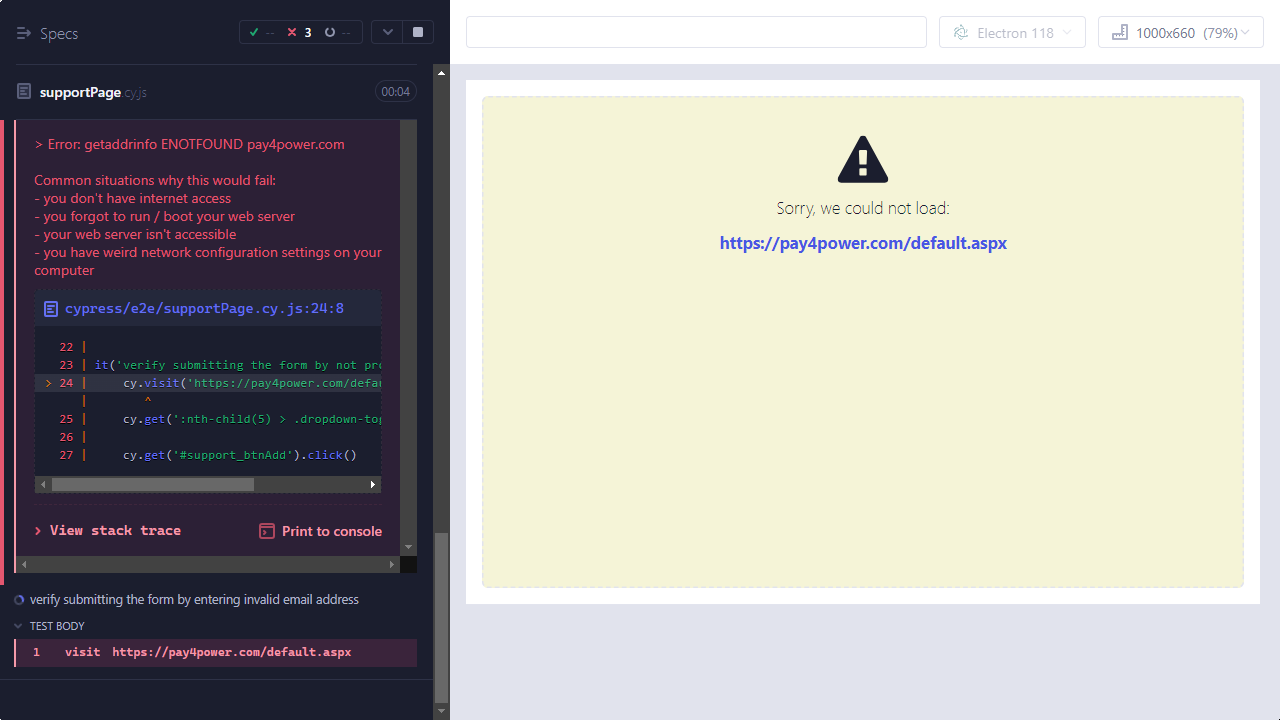 Specs
--
3
--
Electron 118
1000x660 (79%)
supportPage.cy.js
00:04
> Error: getaddrinfo ENOTFOUND pay4power.com
Common situations why this would fail:
- you don't have internet access
- you forgot to run / boot your web server
- your web server isn't accessible
- you have weird network configuration settings on your
computer
cypress/e2e/supportPage.cy.js:24:8
22 |
23 | it('verify submitting the form by not pro
> 24 | cy.visit('https://pay4power.com/defau
| ^
25 | cy.get(':nth-child(5) > .dropdown-tog
26 |
27 | cy.get('#support_btnAdd').click()
View stack trace
Print to console
verify submitting the form by entering invalid email address
TEST BODY
1 visit https://pay4power.com/default.aspx
Sorry, we could not load:
https://pay4power.com/default.aspx